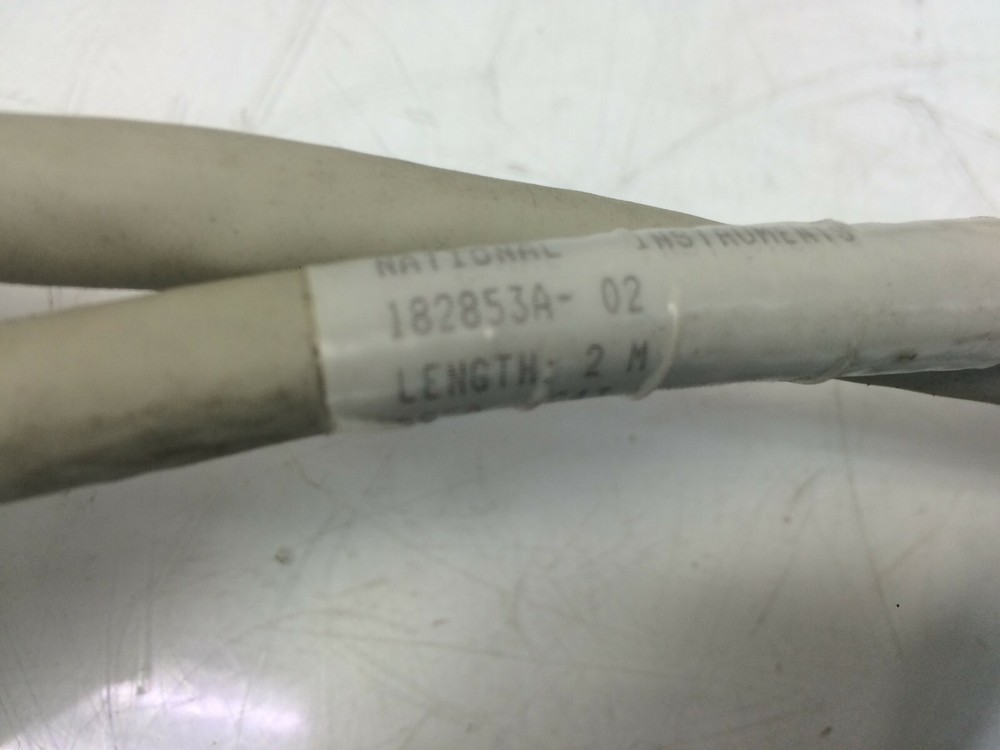 NATIONAL INSTRUMENTS
182853A- 02
LENGTH: 2 M